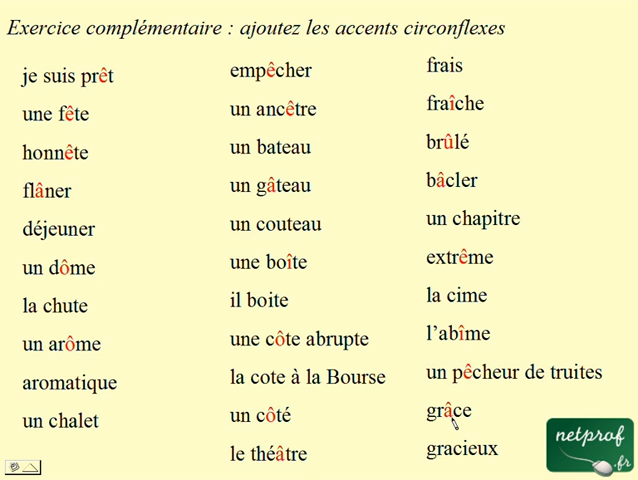 Exercice complémentaire : ajoutez les accents circonflexes
je suis prêt
une fête
honnête
flâner
déjeuner
un dôme
la chute
un arôme
aromatique
un chalet
empêcher
un ancêtre
un bateau
un gâteau
un couteau
une boîte
il boite
une côte abrupte
la cote à la Bourse
un côté
le théâtre
frais
fraîche
brûlé
bâcler
un chapitre
extrême
la cime
l’abîme
un pêcheur de truites
grâce
gracieux
netprof
.fr